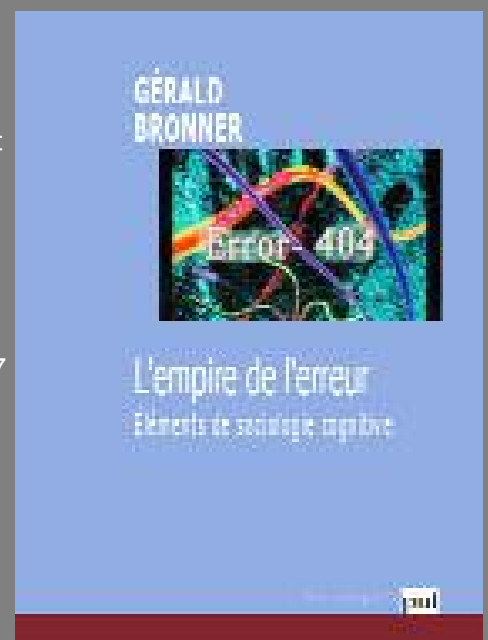 GÉRALD
BRONNER
Error- 404
L'empire de l'erreur
Éléments de sociologie cognitive
puf